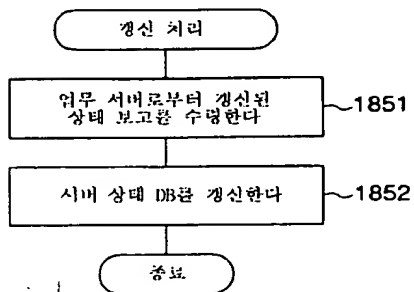 갱신 처리
업무 서버로부터 갱신된
상태 보고를 수령한다
1851
서버 상태 DB를 갱신한다
1852
종료